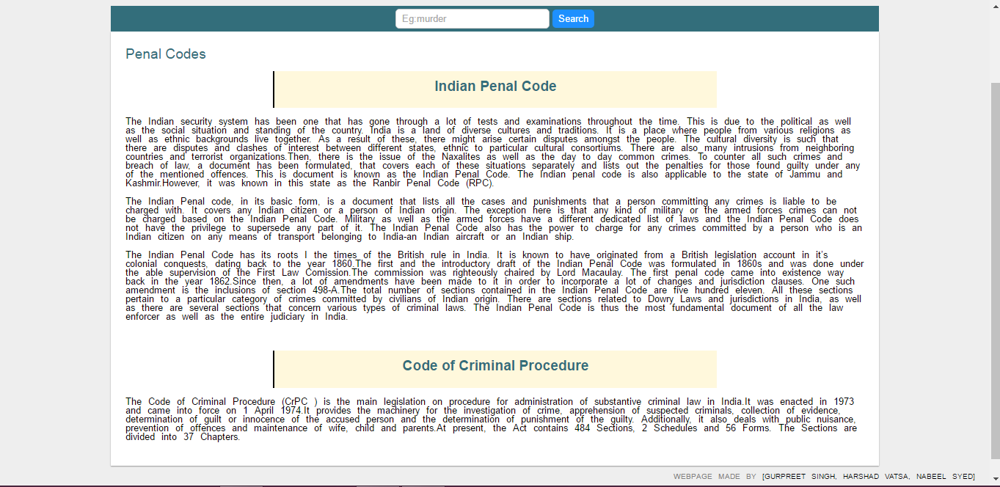 Eg:murder Search
Penal Codes
Indian Penal Code
The Indian security system has been one that has gone through a lot of tests and examinations throughout the time. This is due to the political as well
as the social situation and standing of the country. India is a land of diverse cultures and traditions. It is a place where people from various religions as
well as ethnic backgrounds live together. As a result of these, there might arise certain disputes amongst the people. The cultural diversity is such that
there are disputes and clashes of interest between different states, ethnic to particular cultural consortiums. There are also many intrusions from neighboring
countries and terrorist organizations.Then, there is the issue of the Naxalites as well as the day to day common crimes. To counter all such crimes and
breach of law, a document has been formulated, that covers each of these situations separately and lists out the penalties for those found guilty under any
of the mentioned offences. This is document is known as the Indian Penal Code. The Indian penal code is also applicable to the state of Jammu and
Kashmir.However, it was known in this state as the Ranbir Penal Code (RPC).
The Indian Penal code, in its basic form, is a document that lists all the cases and punishments that a person committing any crimes is liable to be
charged with. It covers any Indian citizen or a person of Indian origin. The exception here is that any kind of military or the armed forces crimes can not
be charged based on the Indian Penal Code. Military as well as the armed forces have a different dedicated list of laws and the Indian Penal Code does
not have the privilege to supersede any part of it. The Indian Penal Code also has the power to charge for any crimes committed by a person who is an
Indian citizen on any means of transport belonging to India-an Indian aircraft or an Indian ship.
The Indian Penal Code has its roots I the times of the British rule in India. It is known to have originated from a British legislation account in it's
colonial conquests, dating back to the year 1860.The first and the introductory draft of the Indian Penal Code was formulated in 1860s and was done under
the able supervision of the First Law Comission.The commission was righteously chaired by Lord Macaulay. The first penal code came into existence way
back in the year 1862.Since then, a lot of amendments have been made to it in order to incorporate a lot of changes and jurisdiction clauses. One such
amendment is the inclusions of section 498-A.The total number of sections contained in the Indian Penal Code are five hundred eleven. All these sections
pertain to a particular category of crimes committed by civilians of Indian origin. There are sections related to Dowry Laws and jurisdictions in India, as well
as there are several sections that concern various types of criminal laws. The Indian Penal Code is thus the most fundamental document of all the law
enforcer as well as the entire judiciary in India.
Code of Criminal Procedure
The Code of Criminal Procedure (CrPC ) is the main legislation on procedure for administration of substantive criminal law in India.It was enacted in 1973
and came into force on 1 April 1974.It provides the machinery for the investigation of crime, apprehension of suspected criminals, collection of evidence,
determination of guilt or innocence of the accused person and the determination of punishment of the guilty. Additionally, it also deals with public nuisance,
prevention of offences and maintenance of wife, child and parents.At present, the Act contains 484 Sections, 2 Schedules and 56 Forms. The Sections are
divided into 37 Chapters.
WEBPAGE MADE BY [GURPREET SINGH, HARSHAD VATSA, NABEEL SYED]